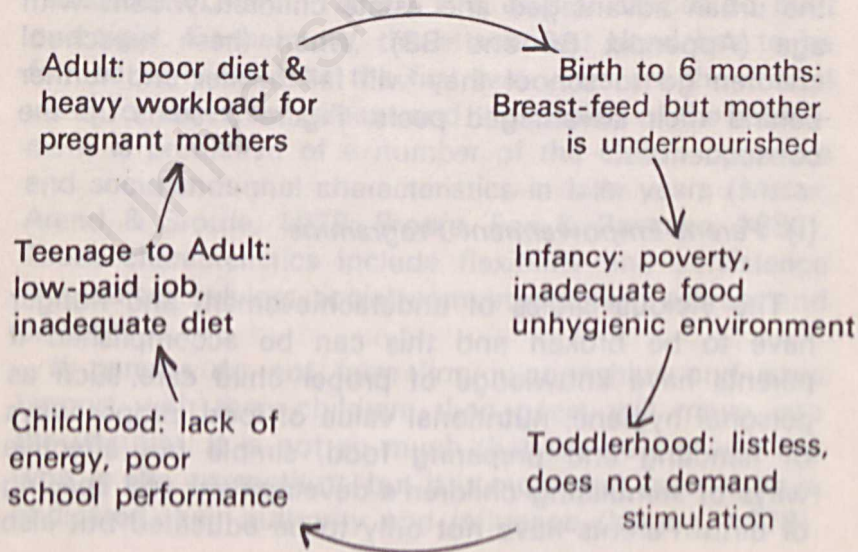 Adult: poor diet &
heavy workload for
pregnant mothers
Birth to 6 months:
Breast-feed but mother
is undernourished
Infancy: poverty,
inadequate food
unhygienic environment
Toddlerhood: listless,
does not demand
stimulation
Childhood: lack of
energy, poor
school performance
Teenage to Adult:
low-paid job,
inadequate diet